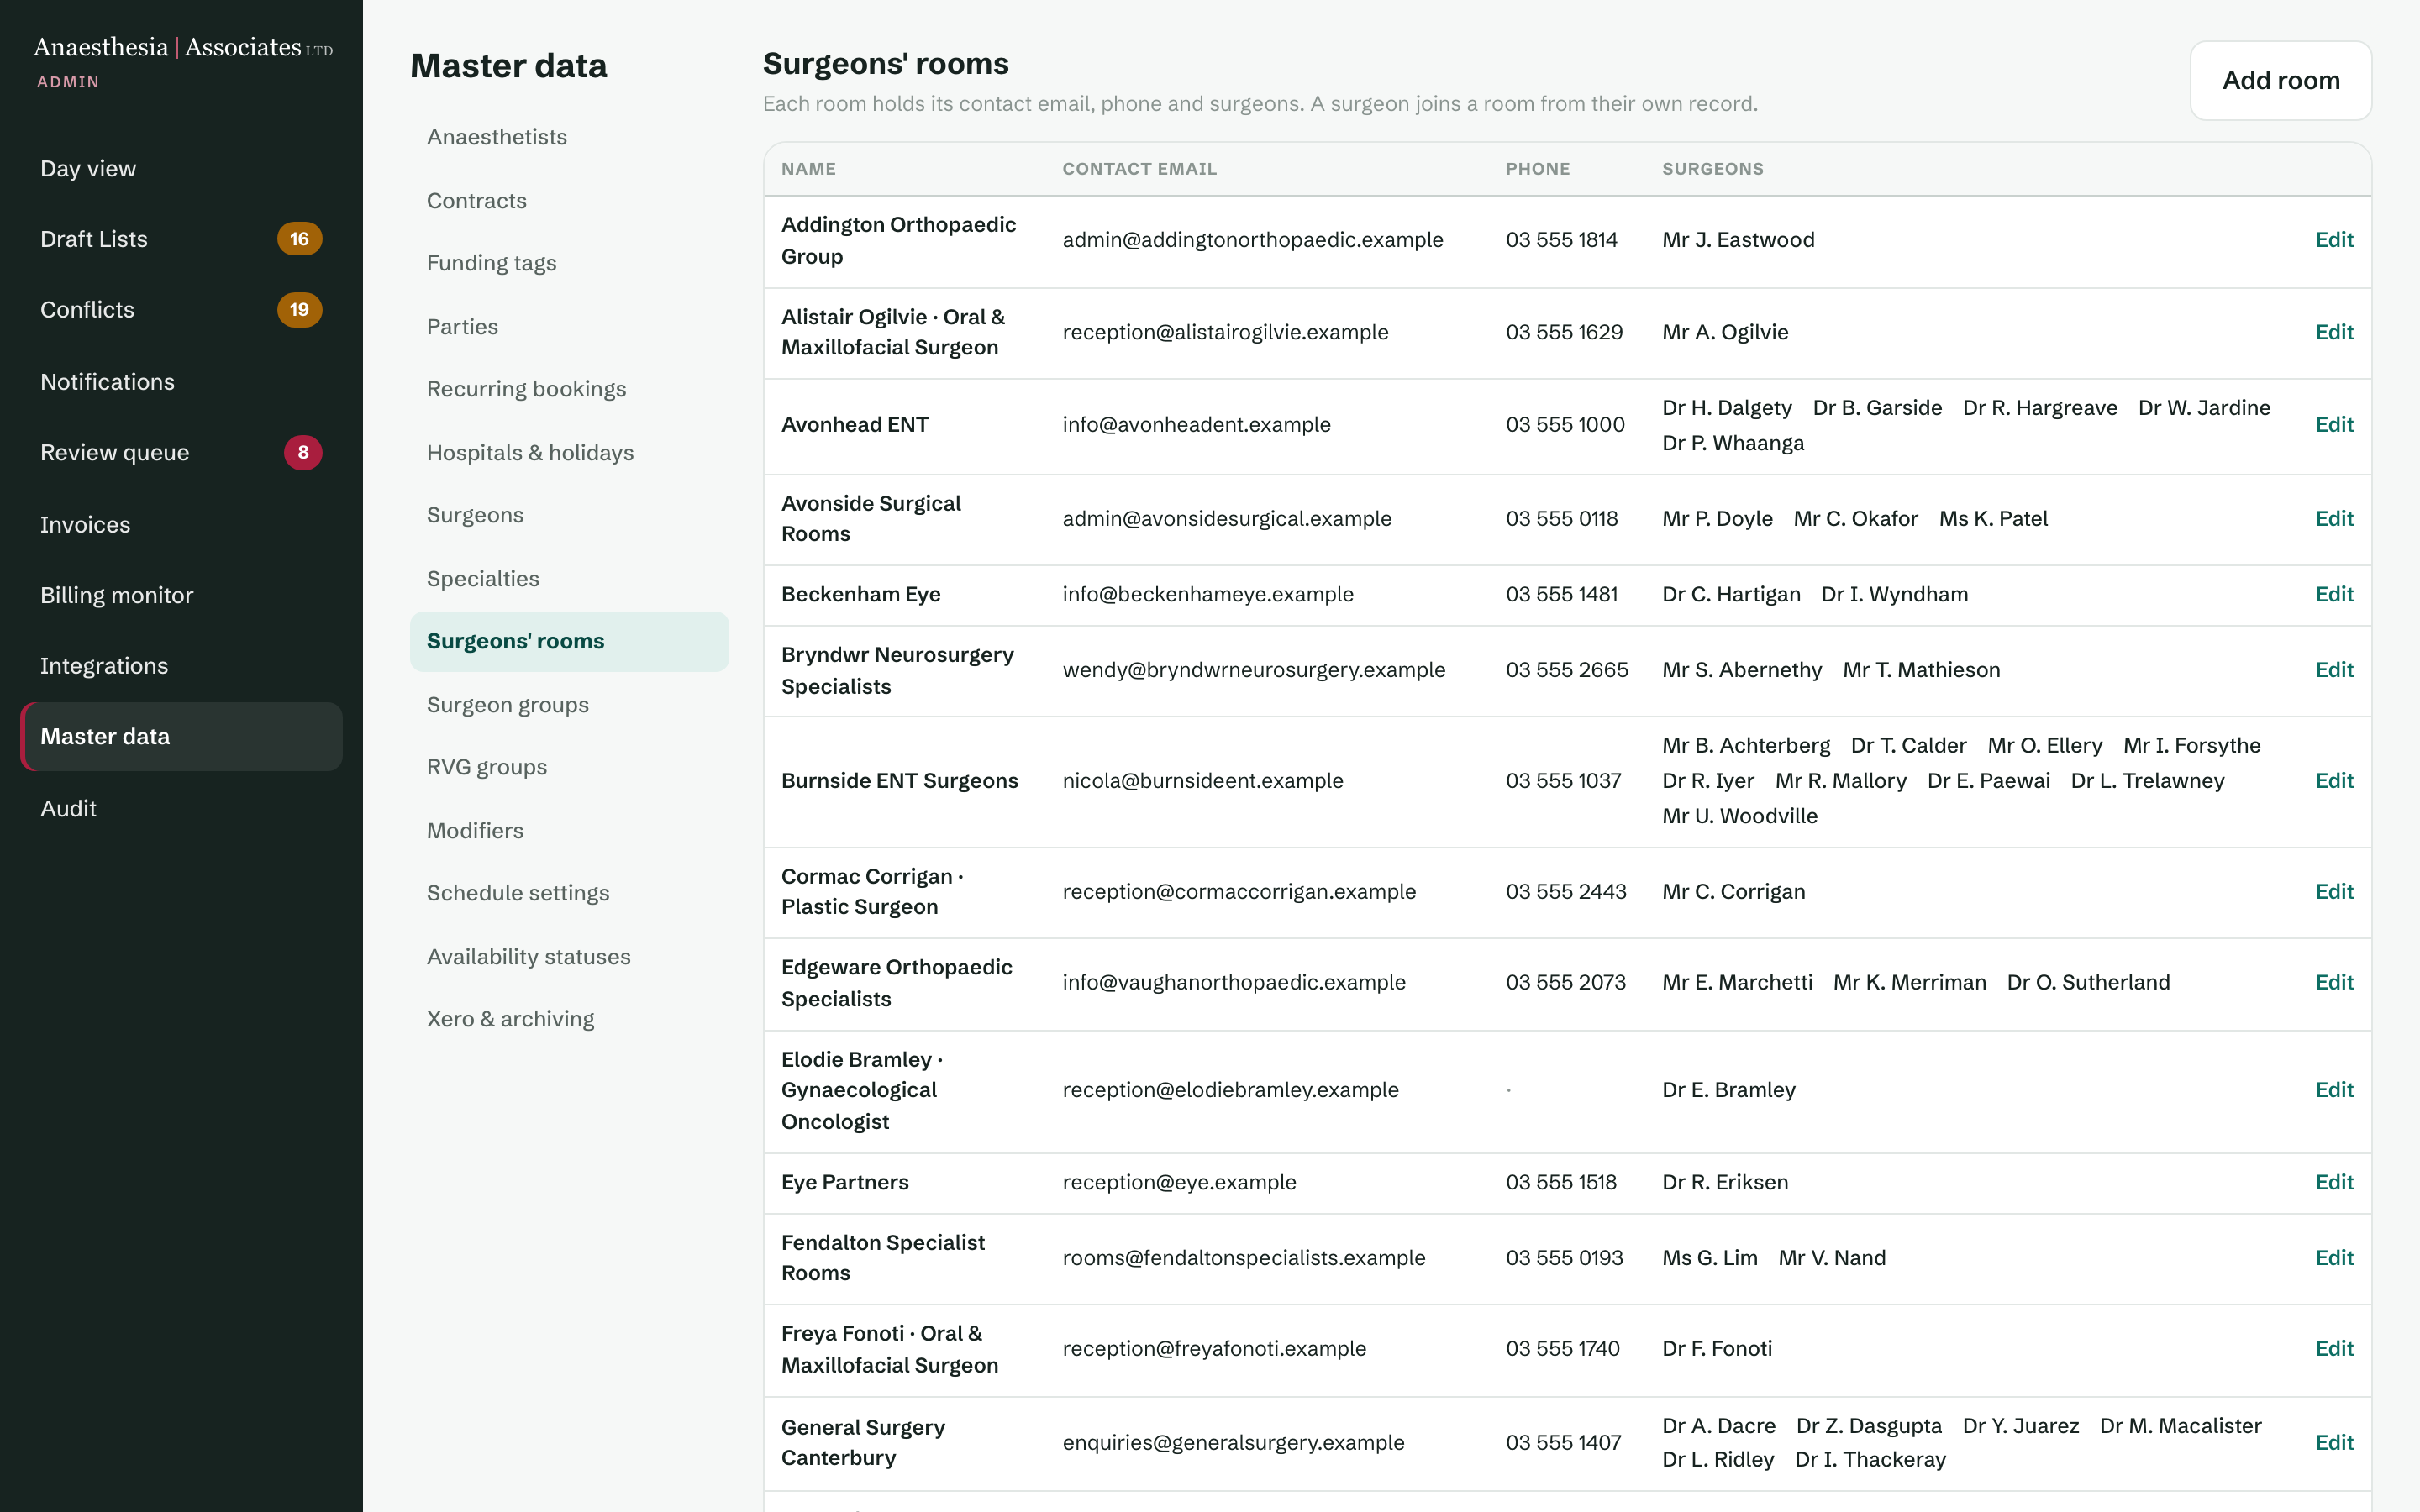 Anaesthesia | Associates LTD
ADMIN
Day view
Draft Lists 16
Conflicts 19
Notifications
Review queue 8
Invoices
Billing monitor
Integrations
Master data
Audit
Master data
Anaesthetists
Contracts
Funding tags
Parties
Recurring bookings
Hospitals & holidays
Surgeons
Specialties
Surgeons' rooms
Surgeon groups
RVG groups
Modifiers
Schedule settings
Availability statuses
Xero & archiving
Surgeons' rooms
Each room holds its contact email, phone and surgeons. A surgeon joins a room from their own record.
Add room
NAME CONTACT EMAIL PHONE SURGEONS
Addington Orthopaedic
Group
admin@addingtonorthopaedic.example 03 555 1814 Mr J. Eastwood Edit
Alistair Ogilvie · Oral &
Maxillofacial Surgeon
reception@alistairogilvie.example 03 555 1629 Mr A. Ogilvie Edit
Avonhead ENT info@avonheadent.example 03 555 1000
Dr H. Dalgety Dr B. Garside Dr R. Hargreave Dr W. Jardine
Dr P. Whaanga
Edit
Avonside Surgical
Rooms
admin@avonsidesurgical.example 03 555 0118 Mr P. Doyle Mr C. Okafor Ms K. Patel Edit
Beckenham Eye info@beckenhameye.example 03 555 1481 Dr C. Hartigan Dr I. Wyndham Edit
Bryndwr Neurosurgery
Specialists
wendy@bryndwrneurosurgery.example 03 555 2665 Mr S. Abernethy Mr T. Mathieson Edit
Burnside ENT Surgeons nicola@burnsideent.example 03 555 1037
Mr B. Achterberg Dr T. Calder Mr O. Ellery Mr I. Forsythe
Dr R. Iyer Mr R. Mallory Dr E. Paewai Dr L. Trelawney
Mr U. Woodville
Edit
Cormac Corrigan ·
Plastic Surgeon
reception@cormaccorrigan.example 03 555 2443 Mr C. Corrigan Edit
Edgeware Orthopaedic
Specialists
info@vaughanorthopaedic.example 03 555 2073 Mr E. Marchetti Mr K. Merriman Dr O. Sutherland Edit
Elodie Bramley ·
Gynaecological
Oncologist
reception@elodiebramley.example · Dr E. Bramley Edit
Eye Partners reception@eye.example 03 555 1518 Dr R. Eriksen Edit
Fendalton Specialist
Rooms
rooms@fendaltonspecialists.example 03 555 0193 Ms G. Lim Mr V. Nand Edit
Freya Fonoti · Oral &
Maxillofacial Surgeon
reception@freyafonoti.example 03 555 1740 Dr F. Fonoti Edit
General Surgery
Canterbury
enquiries@generalsurgery.example 03 555 1407
Dr A. Dacre Dr Z. Dasgupta Dr Y. Juarez Dr M. Macalister
Dr L. Ridley Dr I. Thackeray
Edit